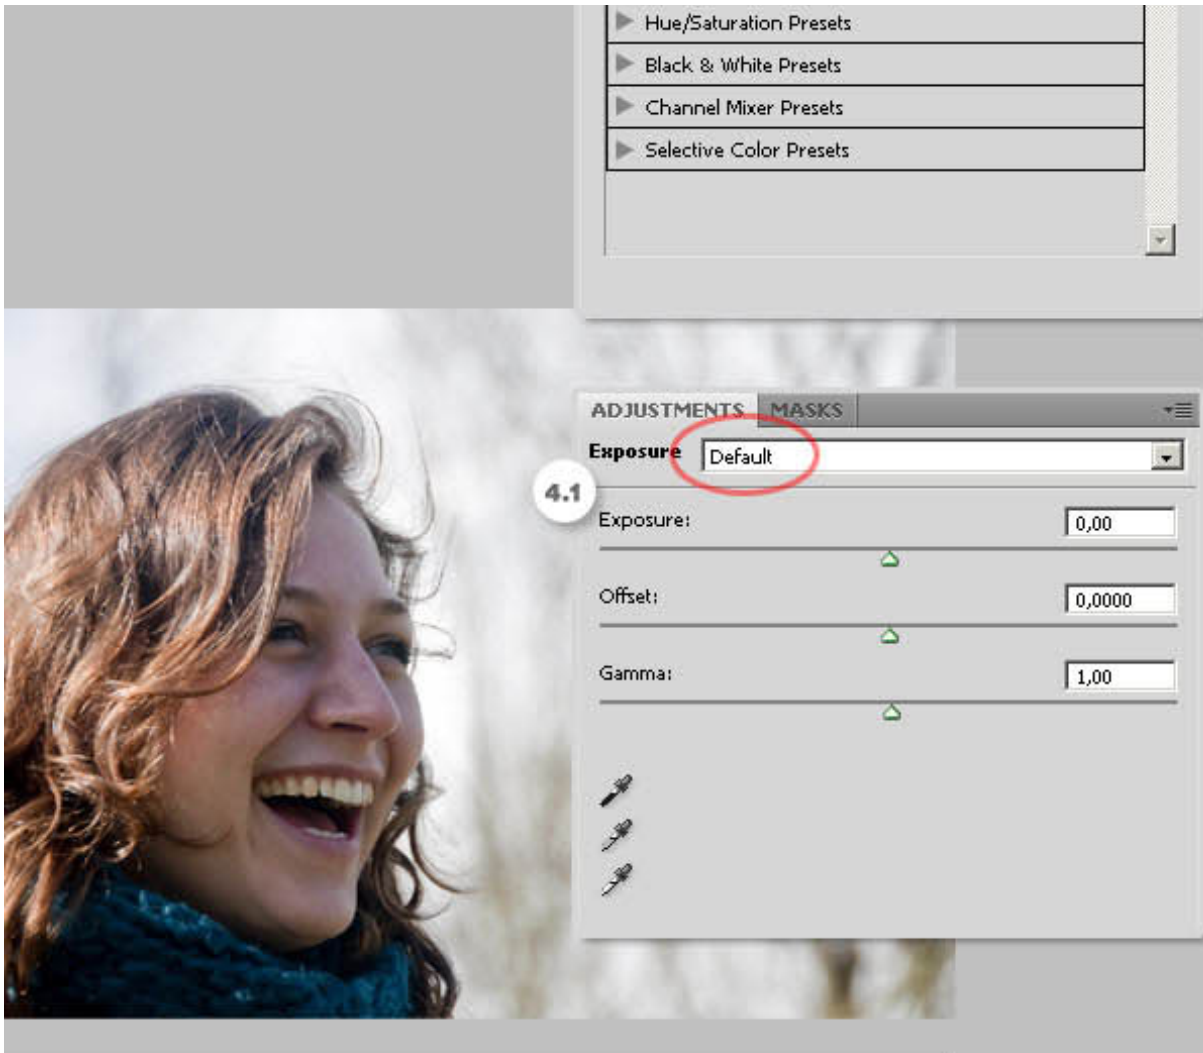 Hue/Saturation Presets
Black & White Presets
Channel Mixer Presets
Selective Color Presets
ADJUSTMENTS MASKS
Exposure Default
4.1
Exposure: 0,00
Offset: 0,0000
Gamma: 1,00